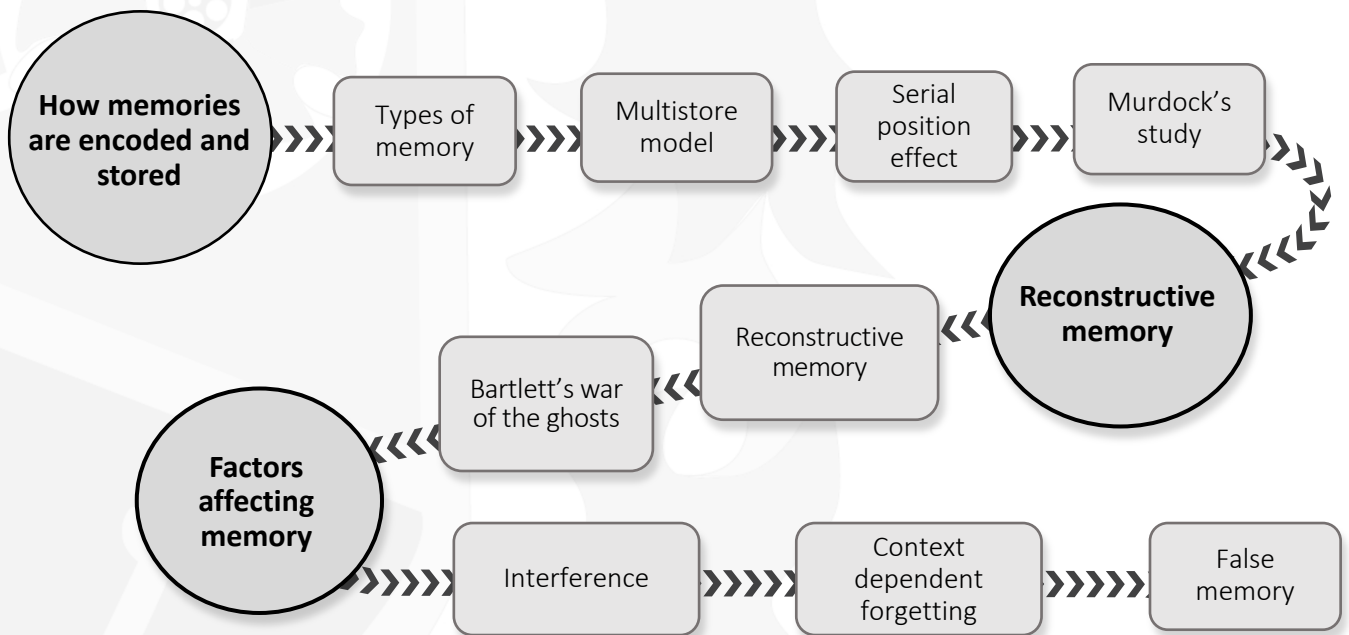 How memories
are encoded and
stored
Types of
memory
Multistore
model
Serial
position
effect
Murdock’s
study
Reconstructive
memory
Reconstructive
memory
Bartlett’s war
of the ghosts
Factors
affecting
memory
Interference
Context
dependent
forgetting
False
memory